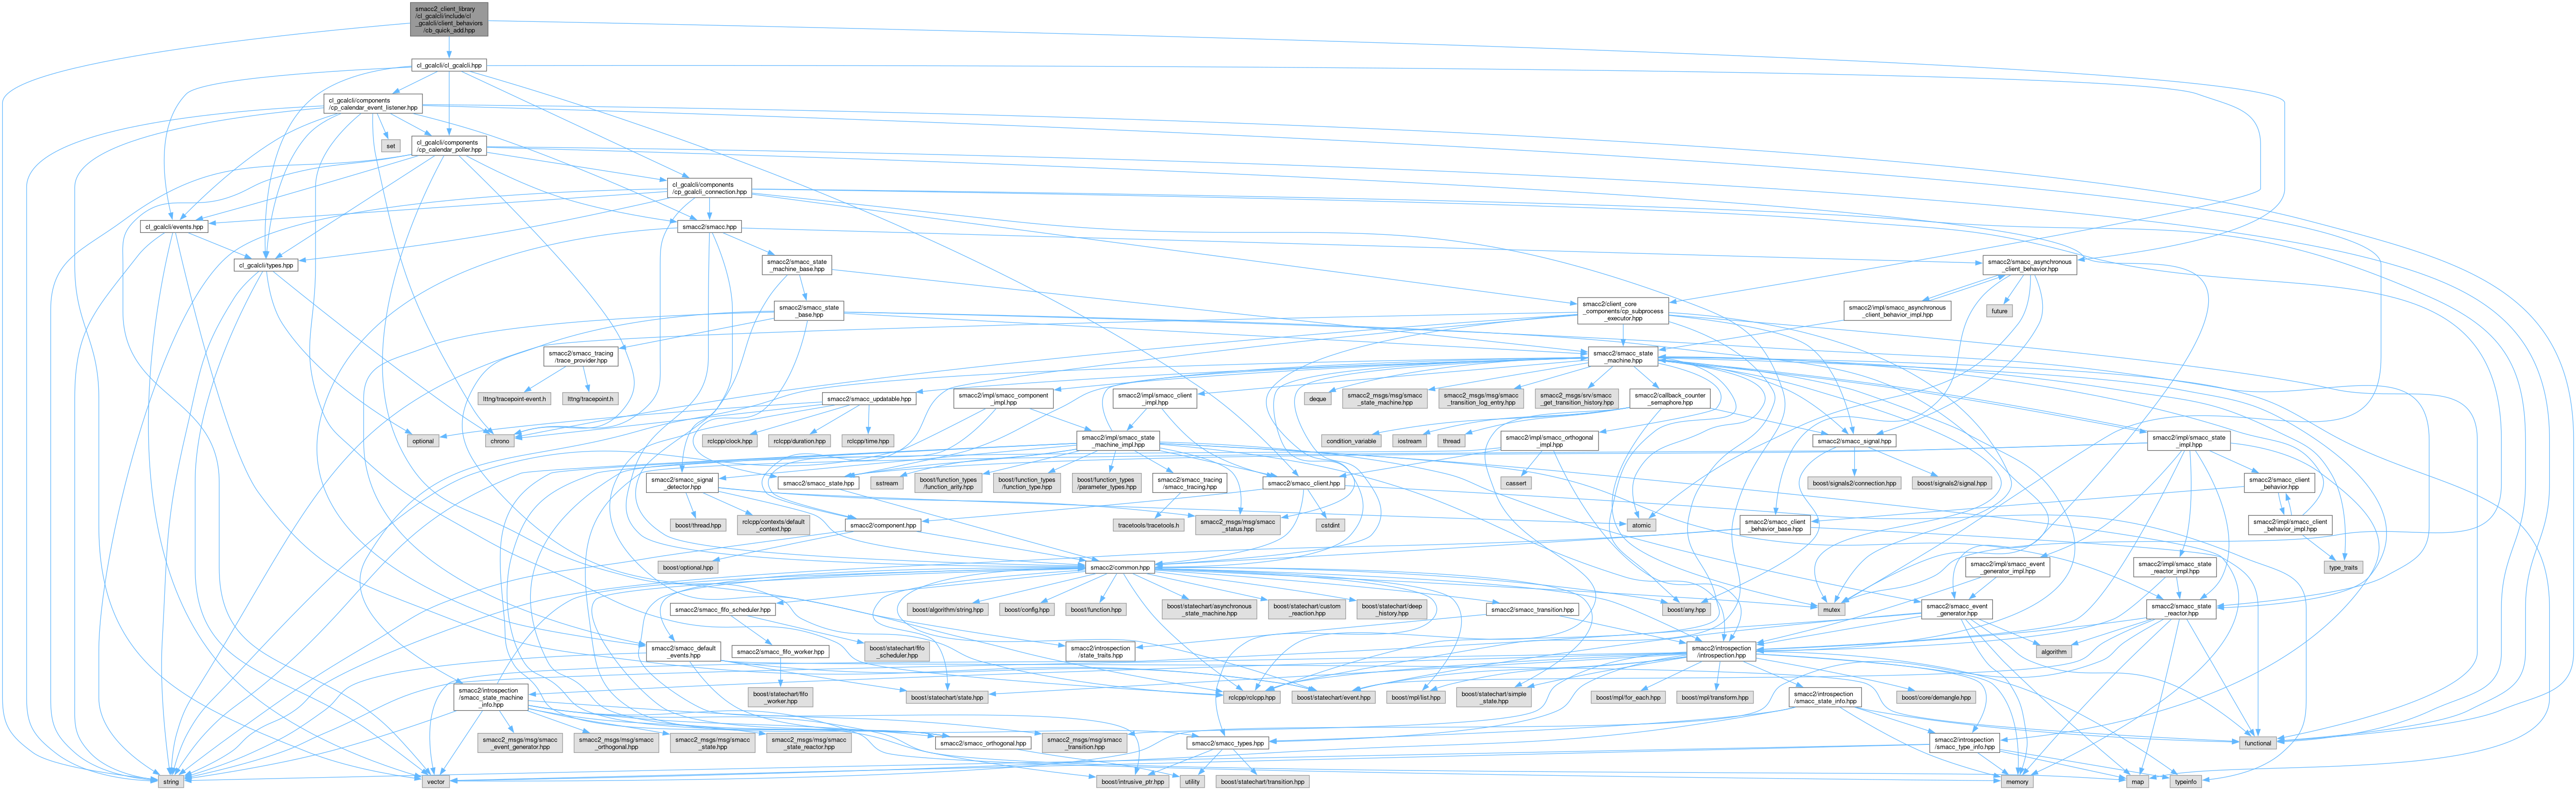 smacc2_client_library
/cl_gcalcli/include/cl
_gcalcli/client_behaviors
/cb_quick_add.hpp
cl_gcalcli/cl_gcalcli.hpp
cl_gcalcli/components
/cp_calendar_event_listener.hpp
set
cl_gcalcli/components
/cp_calendar_poller.hpp
cl_gcalcli/components
/cp_gcalcli_connection.hpp
cl_gcalcli/events.hpp
smacc2/smacc.hpp
cl_gcalcli/types.hpp
smacc2/smacc_state
_machine_base.hpp
smacc2/smacc_asynchronous
_client_behavior.hpp
smacc2/smacc_state
_base.hpp
smacc2/client_core
_components/cp_subprocess
_executor.hpp
smacc2/impl/smacc_asynchronous
_client_behavior_impl.hpp
future
smacc2/smacc_tracing
/trace_provider.hpp
smacc2/smacc_state
_machine.hpp
lttng/tracepoint-event.h
lttng/tracepoint.h
smacc2/smacc_updatable.hpp
smacc2/impl/smacc_component
_impl.hpp
smacc2/impl/smacc_client
_impl.hpp
deque
smacc2_msgs/msg/smacc
_state_machine.hpp
smacc2_msgs/msg/smacc
_transition_log_entry.hpp
smacc2_msgs/srv/smacc
_get_transition_history.hpp
smacc2/callback_counter
_semaphore.hpp
optional
chrono
rclcpp/clock.hpp
rclcpp/duration.hpp
rclcpp/time.hpp
smacc2/impl/smacc_state
_machine_impl.hpp
condition_variable
iostream
thread
smacc2/impl/smacc_orthogonal
_impl.hpp
smacc2/smacc_signal.hpp
smacc2/impl/smacc_state
_impl.hpp
smacc2/smacc_signal
_detector.hpp
smacc2/smacc_state.hpp
sstream
boost/function_types
/function_arity.hpp
boost/function_types
/function_type.hpp
boost/function_types
/parameter_types.hpp
smacc2/smacc_tracing
/smacc_tracing.hpp
smacc2/smacc_client.hpp
cassert
boost/signals2/connection.hpp
boost/signals2/signal.hpp
smacc2/smacc_client
_behavior.hpp
boost/thread.hpp
rclcpp/contexts/default
_context.hpp
smacc2/component.hpp
tracetools/tracetools.h
smacc2_msgs/msg/smacc
_status.hpp
cstdint
atomic
smacc2/smacc_client
_behavior_base.hpp
smacc2/impl/smacc_client
_behavior_impl.hpp
boost/optional.hpp
smacc2/common.hpp
smacc2/impl/smacc_event
_generator_impl.hpp
smacc2/impl/smacc_state
_reactor_impl.hpp
type_traits
smacc2/smacc_fifo_scheduler.hpp
boost/algorithm/string.hpp
boost/config.hpp
boost/function.hpp
boost/statechart/asynchronous
_state_machine.hpp
boost/statechart/custom
_reaction.hpp
boost/statechart/deep
_history.hpp
smacc2/smacc_transition.hpp
boost/any.hpp
mutex
smacc2/smacc_event
_generator.hpp
smacc2/smacc_state
_reactor.hpp
smacc2/smacc_default
_events.hpp
smacc2/smacc_fifo_worker.hpp
boost/statechart/fifo
_scheduler.hpp
smacc2/introspection
/state_traits.hpp
smacc2/introspection
/introspection.hpp
algorithm
smacc2/introspection
/smacc_state_machine
_info.hpp
boost/statechart/fifo
_worker.hpp
boost/statechart/state.hpp
rclcpp/rclcpp.hpp
boost/statechart/event.hpp
boost/mpl/list.hpp
boost/statechart/simple
_state.hpp
boost/mpl/for_each.hpp
boost/mpl/transform.hpp
smacc2/introspection
/smacc_state_info.hpp
boost/core/demangle.hpp
smacc2_msgs/msg/smacc
_event_generator.hpp
smacc2_msgs/msg/smacc
_orthogonal.hpp
smacc2_msgs/msg/smacc
_state.hpp
smacc2_msgs/msg/smacc
_state_reactor.hpp
smacc2/smacc_orthogonal.hpp
smacc2_msgs/msg/smacc
_transition.hpp
smacc2/smacc_types.hpp
smacc2/introspection
/smacc_type_info.hpp
functional
string
vector
boost/intrusive_ptr.hpp
utility
boost/statechart/transition.hpp
memory
map
typeinfo